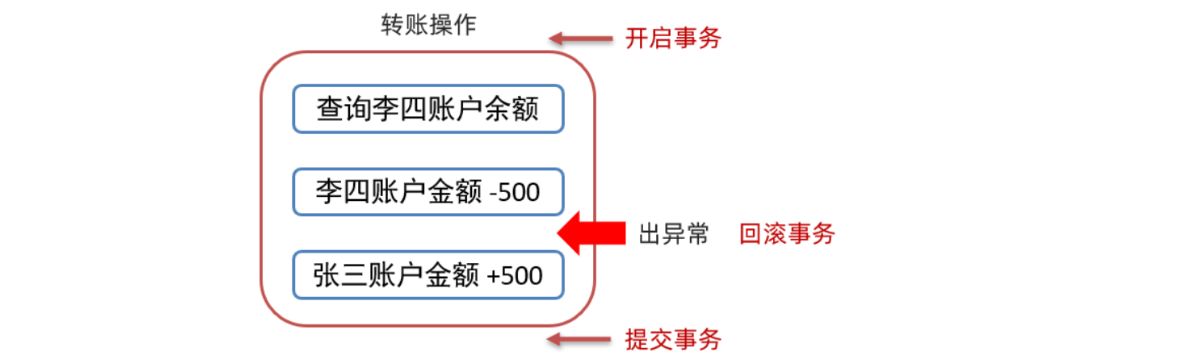 转账操作
开启事务
查询李四账户余额
李四账户金额 -500
出异常 回滚事务
张三账户金额 +500
提交事务